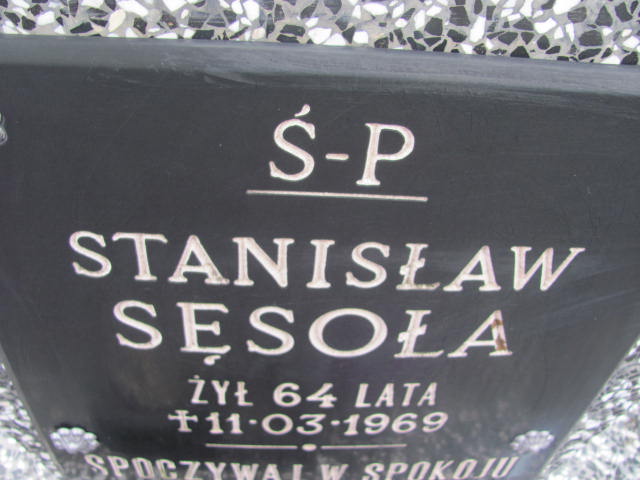 Ś-P
STANISŁAW
SĘSOŁA
ŻYŁ 64 LATA
✝11·03·1969
SPOCZYWAJ W SPOKOJU